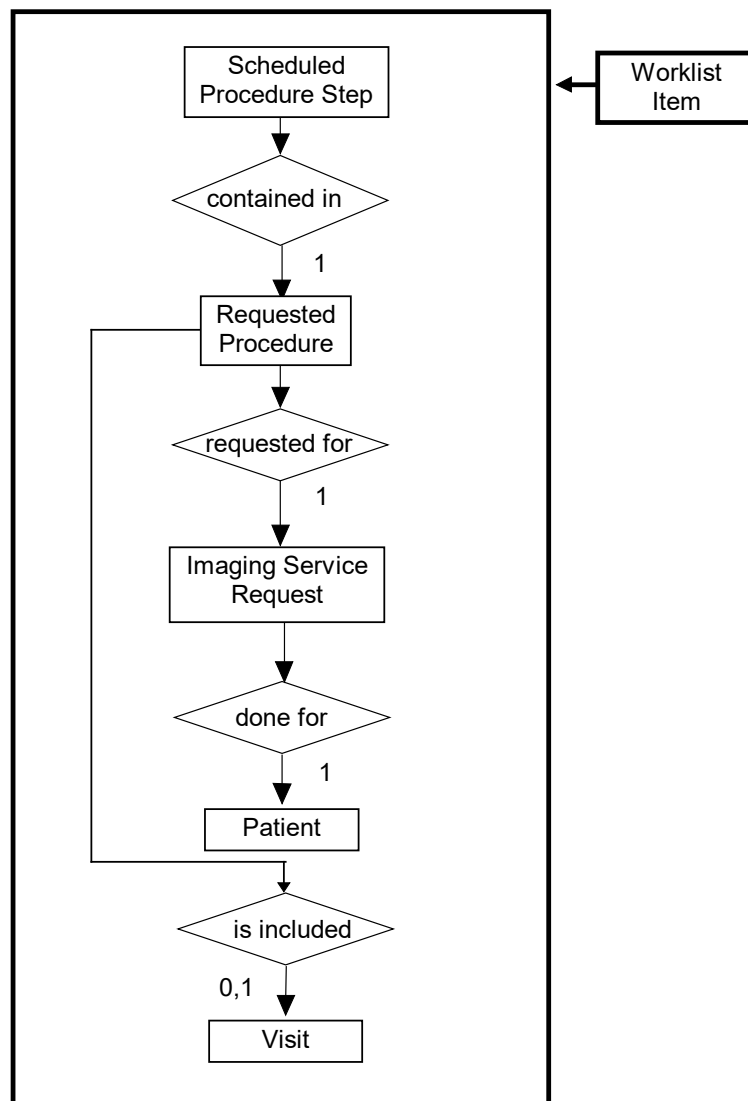 Scheduled
Procedure Step
Worklist
Item
contained in
1
Requested
Procedure
requested for
1
Imaging Service
Request
done for
1
Patient
is included
0,1
Visit